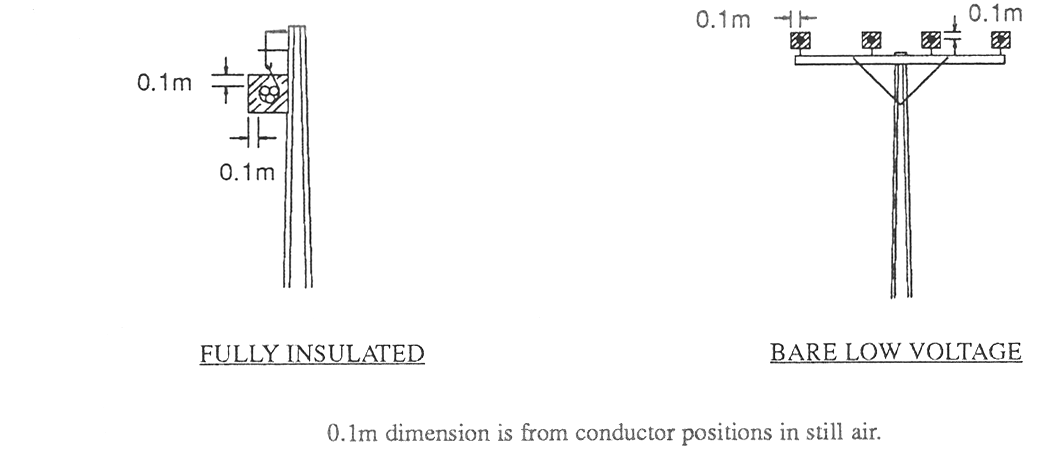 0.1m
0.1m
0.1m
0.1m
FULLY INSULATED
BARE LOW VOLTAGE
0.1m dimension is from conductor positions in still air.